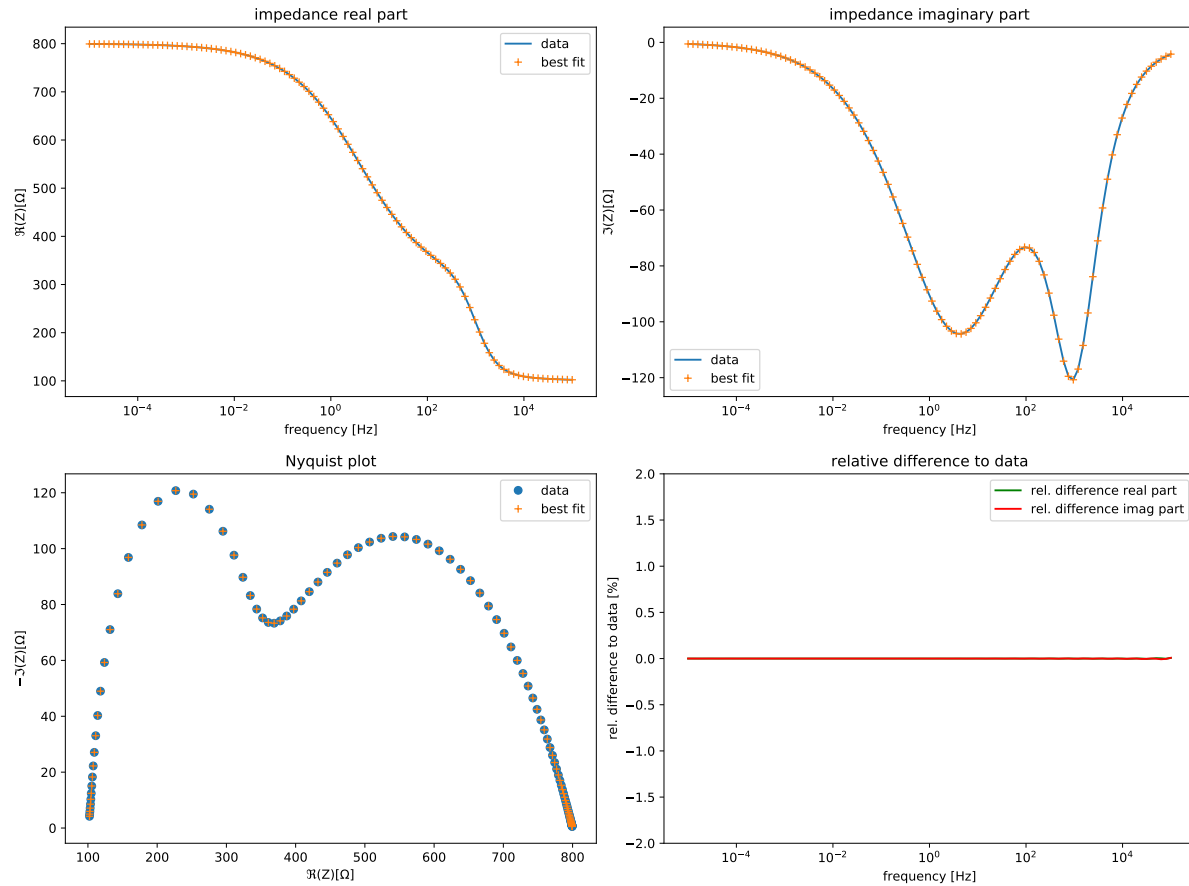 impedance real part
800
700
600
500
400
300
200
100
ℜ(Z)[Ω]
data
best fit
10⁻⁴
10⁻²
10⁰
10²
10⁴
frequency [Hz]
impedance imaginary part
0
−20
−40
−60
−80
−100
−120
ℑ(Z)[Ω]
data
best fit
10⁻⁴
10⁻²
10⁰
10²
10⁴
frequency [Hz]
Nyquist plot
120
100
80
60
40
20
0
−ℑ(Z)[Ω]
data
best fit
100
200
300
400
500
600
700
800
ℜ(Z)[Ω]
relative difference to data
2.0
1.5
1.0
0.5
0.0
−0.5
−1.0
−1.5
−2.0
rel. difference to data [%]
rel. difference real part
rel. difference imag part
10⁻⁴
10⁻²
10⁰
10²
10⁴
frequency [Hz]